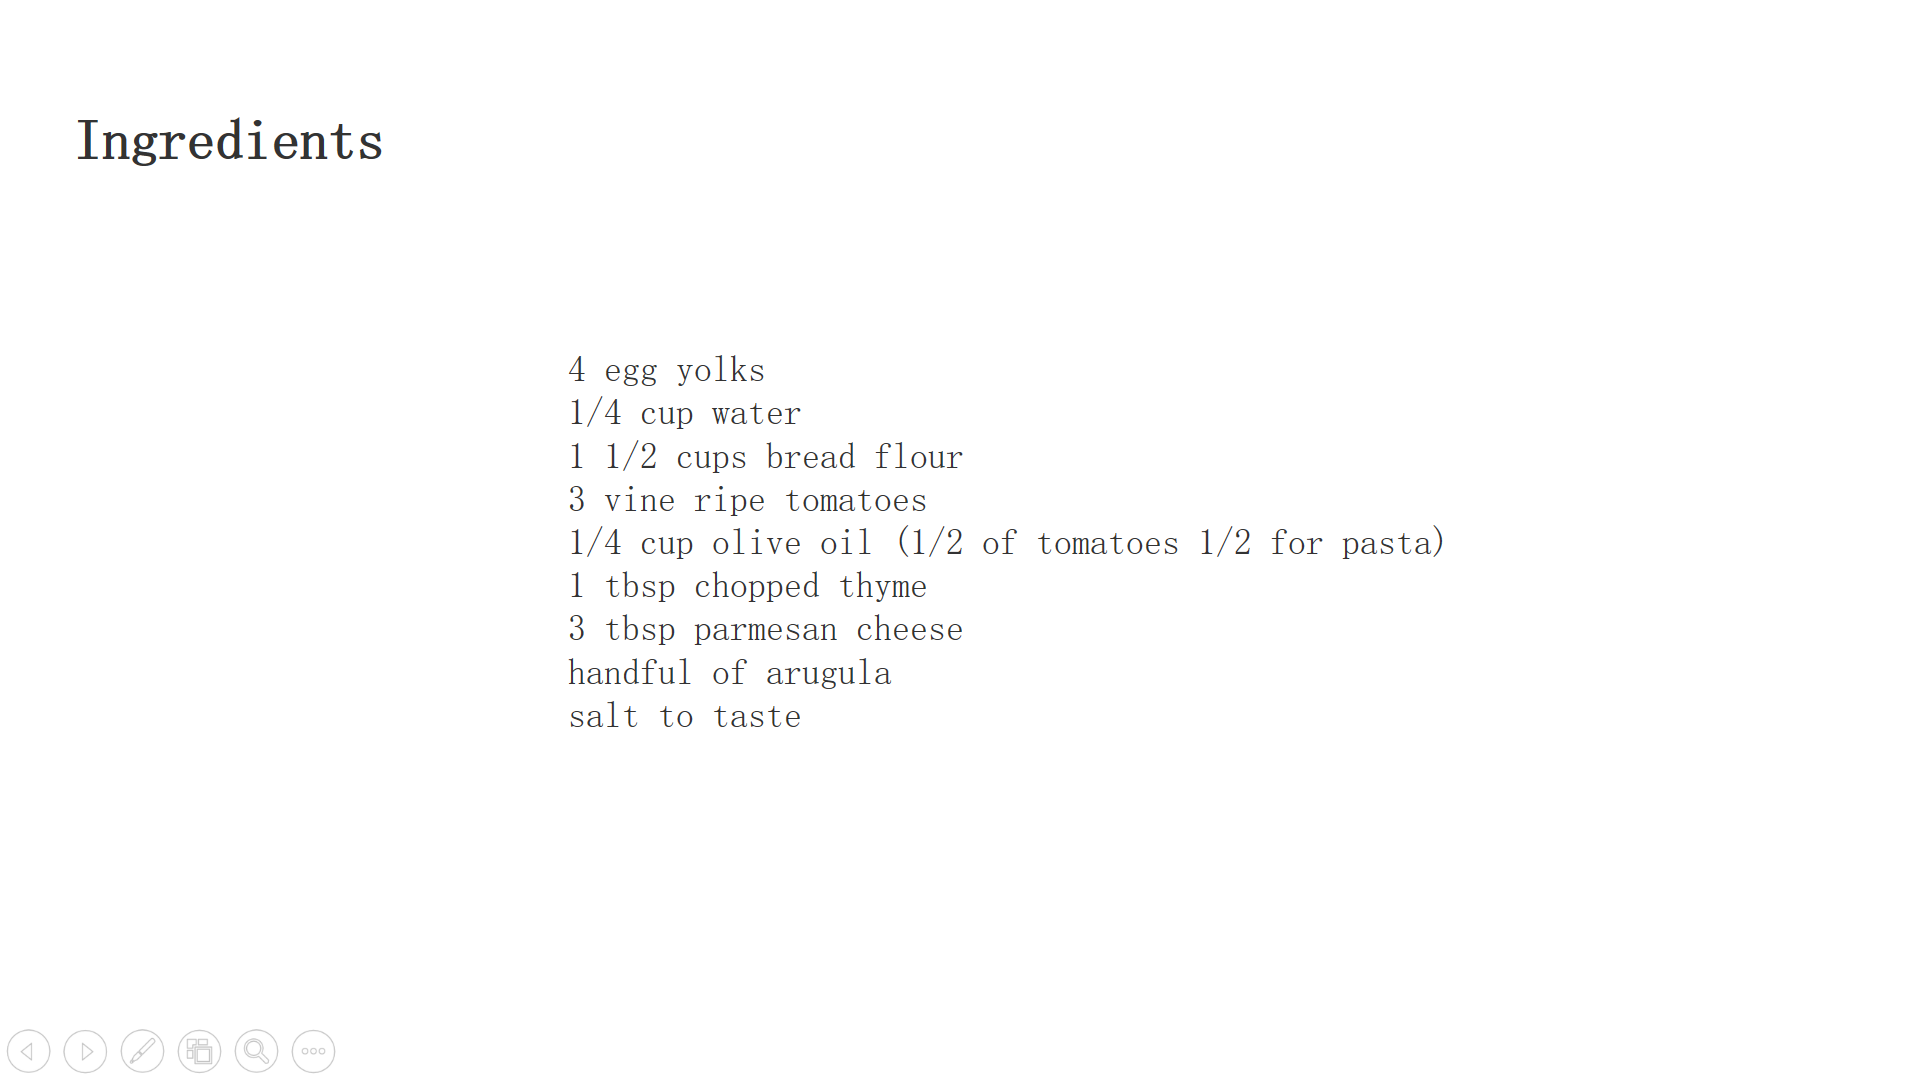 Ingredients
4 egg yolks
1/4 cup water
1 1/2 cups bread flour
3 vine ripe tomatoes
1/4 cup olive oil (1/2 of tomatoes 1/2 for pasta)
1 tbsp chopped thyme
3 tbsp parmesan cheese
handful of arugula
salt to taste